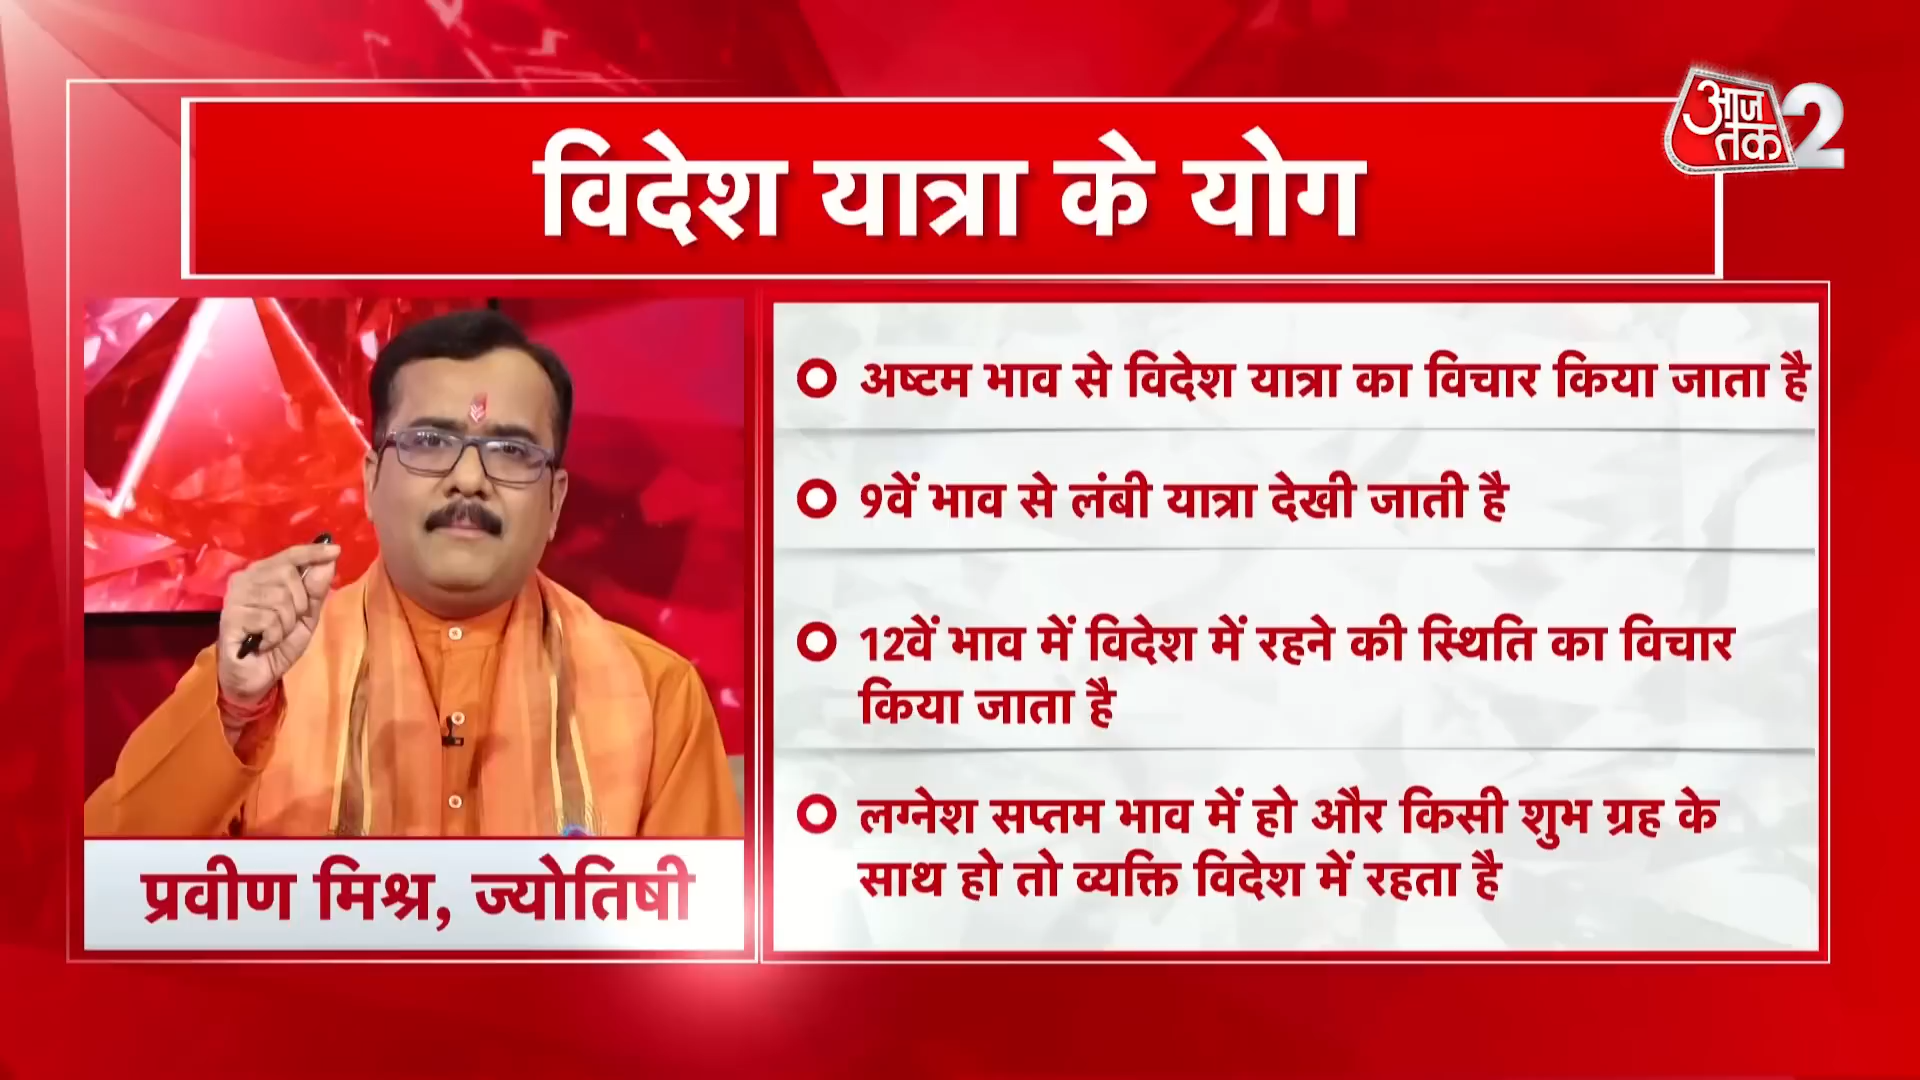 आज
तक 2
विदेश यात्रा के योग
अष्टम भाव से विदेश यात्रा का विचार किया जाता है
9वें भाव से लंबी यात्रा देखी जाती है
12वें भाव में विदेश में रहने की स्थिति का विचार
किया जाता है
लग्नेश सप्तम भाव में हो और किसी शुभ ग्रह के
साथ हो तो व्यक्ति विदेश में रहता है
प्रवीण मिश्र, ज्योतिषी